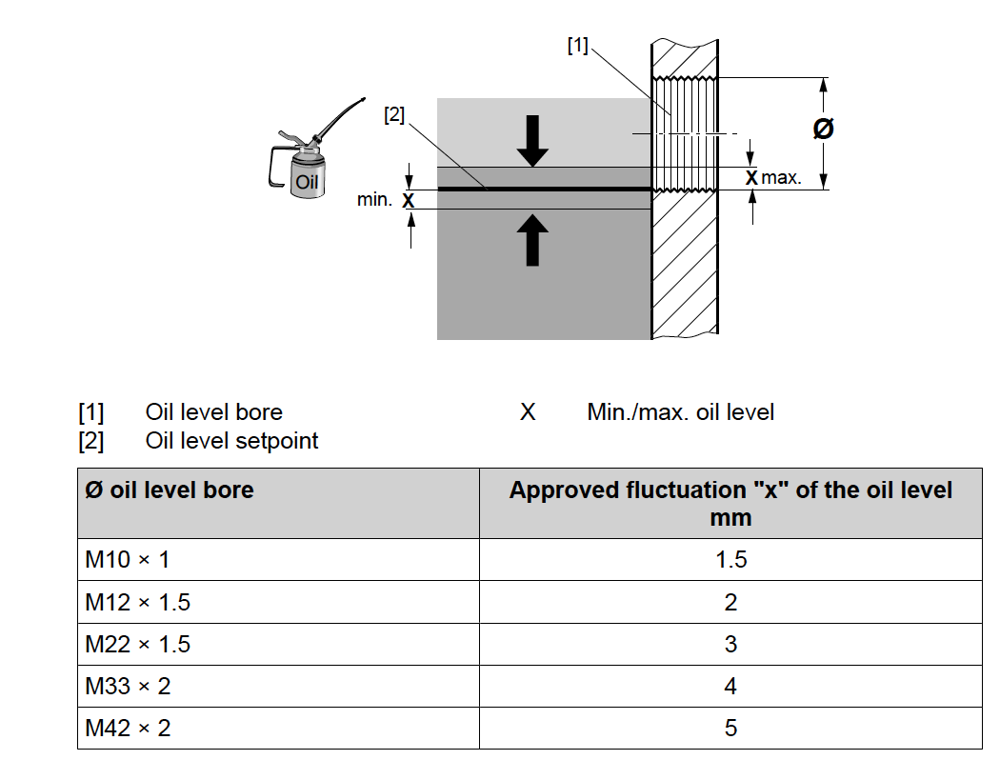 [1]
[2]
Ø
Oil
X max.
min. X
[1] Oil level bore X Min./max. oil level
[2] Oil level setpoint
Ø oil level bore Approved fluctuation "x" of the oil level
mm
M10 × 1 1.5
M12 × 1.5 2
M22 × 1.5 3
M33 × 2 4
M42 × 2 5